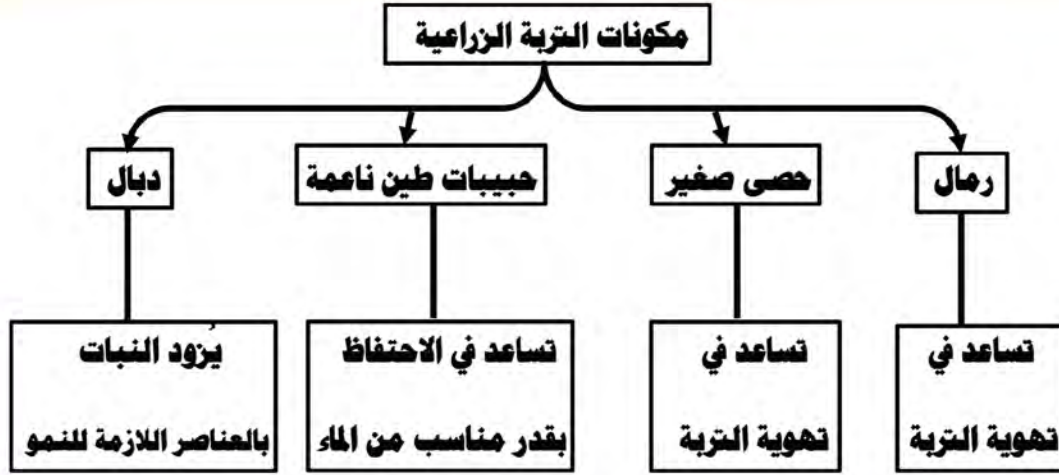 مكونات التربة الزراعية
رمال
حصى صغير
حبيبات طين ناعمة
دبال
تساعد في
تهوية التربة
تساعد في
تهوية التربة
تساعد في الاحتفاظ
بقدر مناسب من الماء
يُزود النبات
بالعناصر اللازمة للنمو